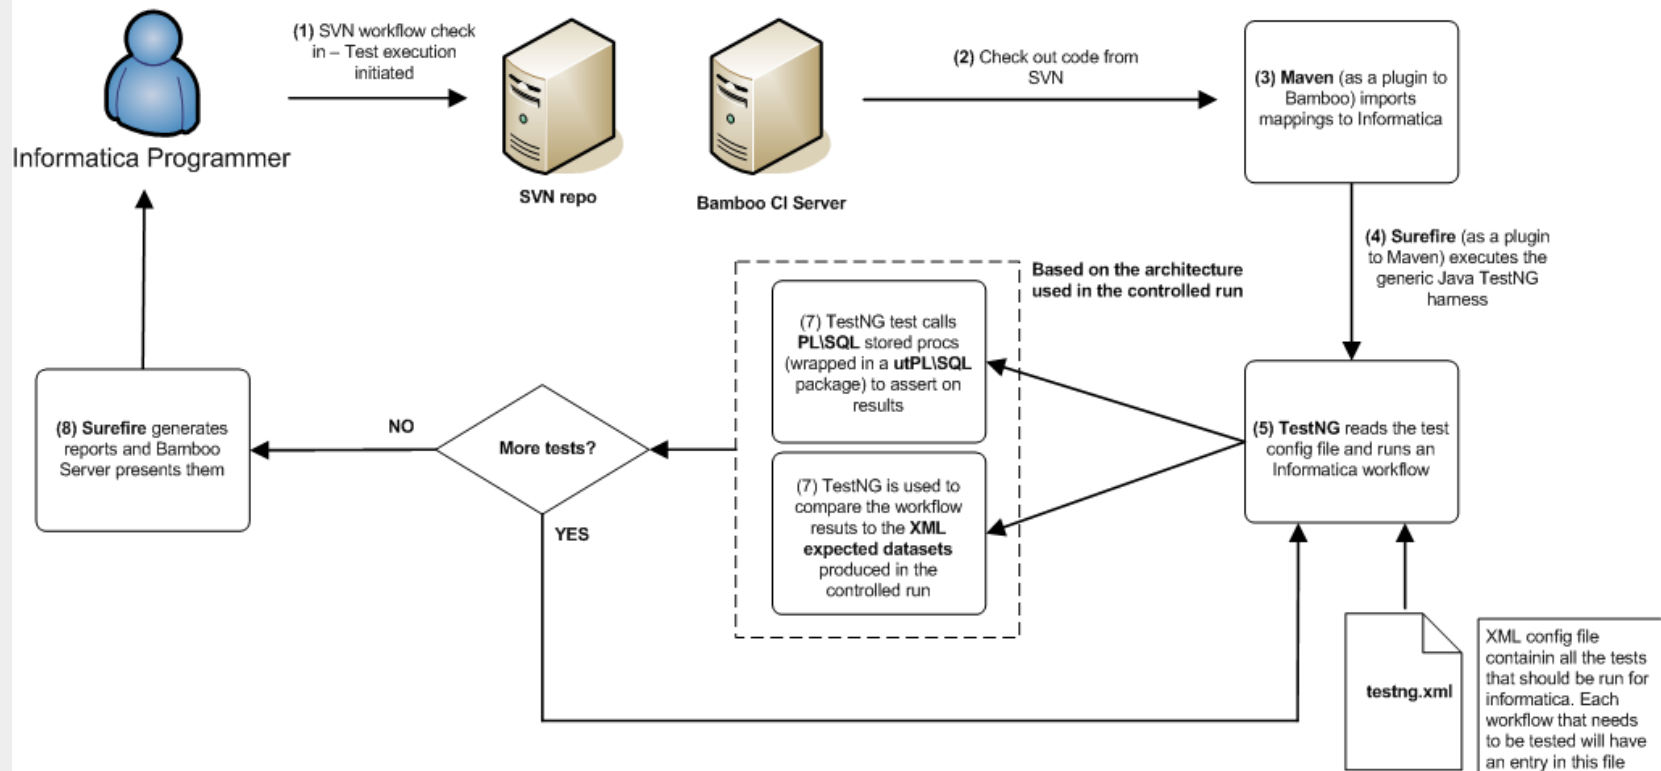 (1) SVN workflow check
in – Test execution
initiated
Informatica Programmer
SVN repo
Bamboo CI Server
(2) Check out code from
SVN
(3) Maven (as a plugin to
Bamboo) imports
mappings to Informatica
(4) Surefire (as a plugin
to Maven) executes the
generic Java TestNG
harness
Based on the architecture
used in the controlled run
(5) TestNG reads the test
config file and runs an
Informatica workflow
testng.xml
XML config file
containin all the tests
that should be run for
informatica. Each
workflow that needs
to be tested will have
an entry in this file
(7) TestNG test calls
PL\SQL stored procs
(wrapped in a utPL\SQL
package) to assert on
results
(7) TestNG is used to
compare the workflow
resuts to the XML
expected datasets
produced in the
controlled run
More tests?
NO
YES
(8) Surefire generates
reports and Bamboo
Server presents them